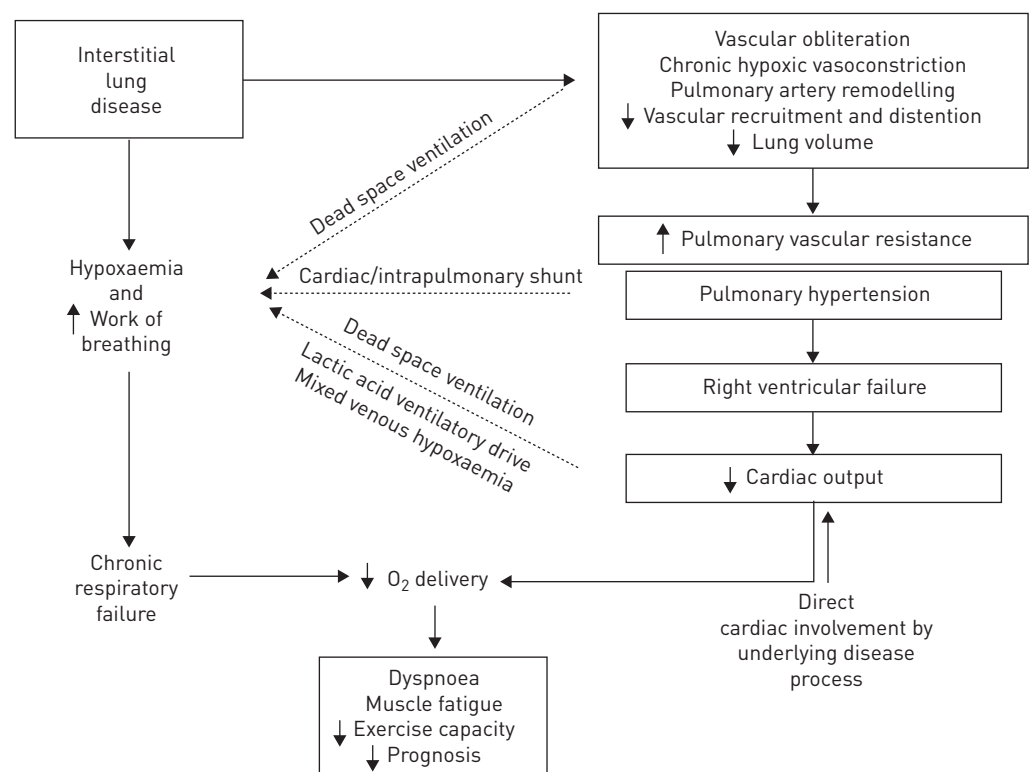 Interstitial
lung
disease
Vascular obliteration
Chronic hypoxic vasoconstriction
Pulmonary artery remodelling
↓ Vascular recruitment and distention
↓ Lung volume
Dead space ventilation
↑ Pulmonary vascular resistance
Hypoxaemia
and
↑ Work of
breathing
Cardiac/intrapulmonary shunt
Pulmonary hypertension
Dead space ventilation
Lactic acid ventilatory drive
Mixed venous hypoxaemia
Right ventricular failure
↓ Cardiac output
Chronic
respiratory
failure
↓ O₂ delivery
Direct
cardiac involvement by
underlying disease
process
Dyspnoea
Muscle fatigue
↓ Exercise capacity
↓ Prognosis